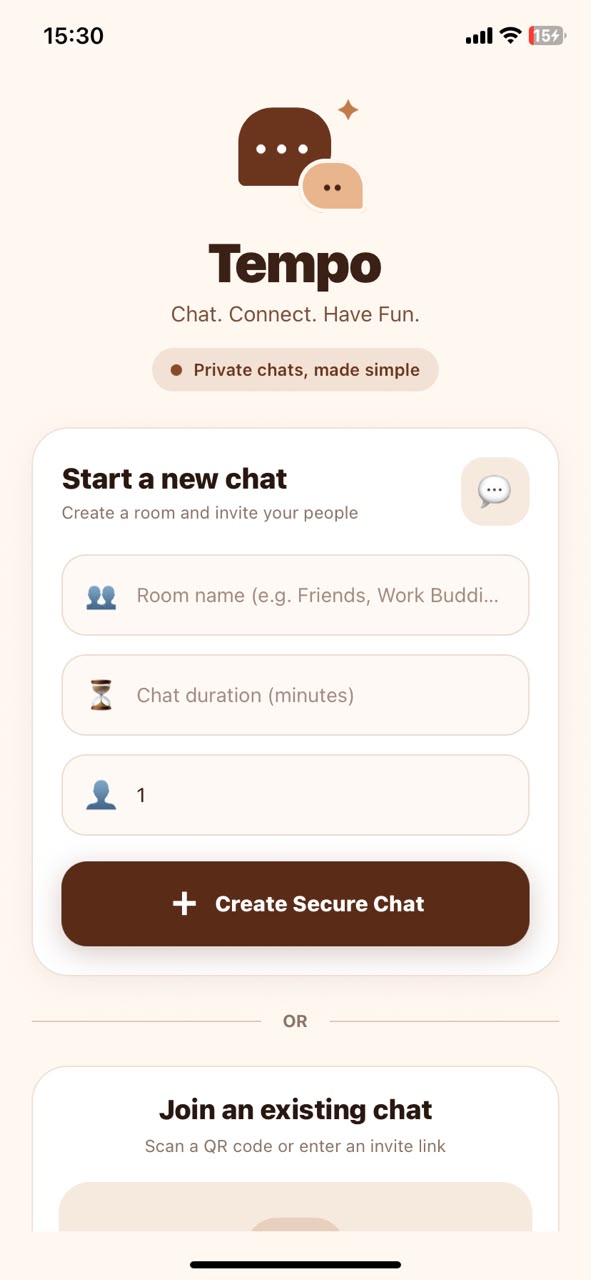 15:30
15
Tempo
Chat. Connect. Have Fun.
Private chats, made simple
Start a new chat
Create a room and invite your people
Room name (e.g. Friends, Work Buddi...
Chat duration (minutes)
1
+ Create Secure Chat
OR
Join an existing chat
Scan a QR code or enter an invite link